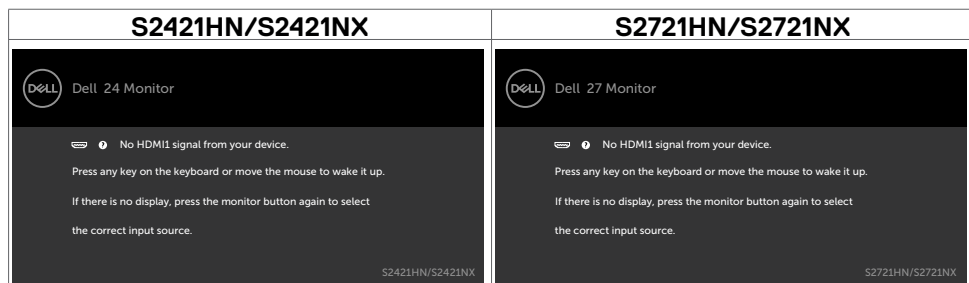 S2421HN/S2421NX
DELL Dell 24 Monitor
? No HDMI1 signal from your device.
Press any key on the keyboard or move the mouse to wake it up.
If there is no display, press the monitor button again to select
the correct input source.
S2421HN/S2421NX
S2721HN/S2721NX
DELL Dell 27 Monitor
? No HDMI1 signal from your device.
Press any key on the keyboard or move the mouse to wake it up.
If there is no display, press the monitor button again to select
the correct input source.
S2721HN/S2721NX